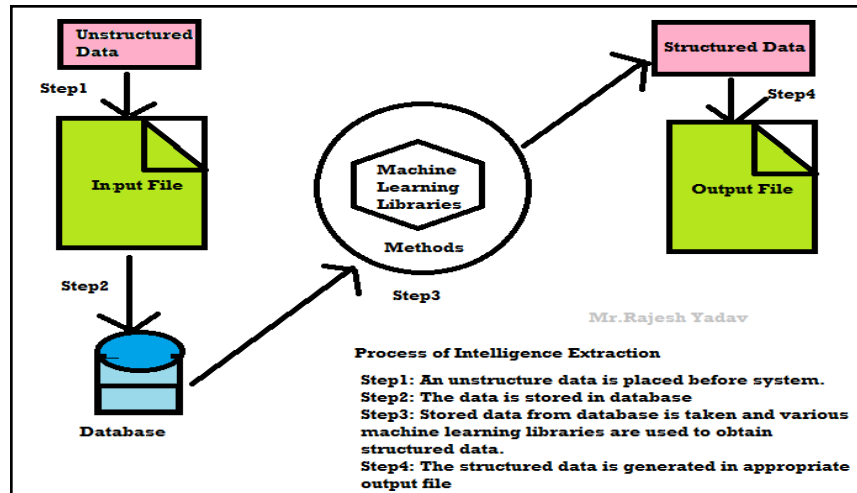 Unstructured
Data
Step1
Input File
Step2
Database
Machine
Learning
Libraries
Methods
Step3
Structured Data
Step4
Output File
Mr.Rajesh Yadav
Process of Intelligence Extraction
Step1: An unstructure data is placed before system.
Step2: The data is stored in database
Step3: Stored data from database is taken and various
machine learning libraries are used to obtain
structured data.
Step4: The structured data is generated in appropriate
output file